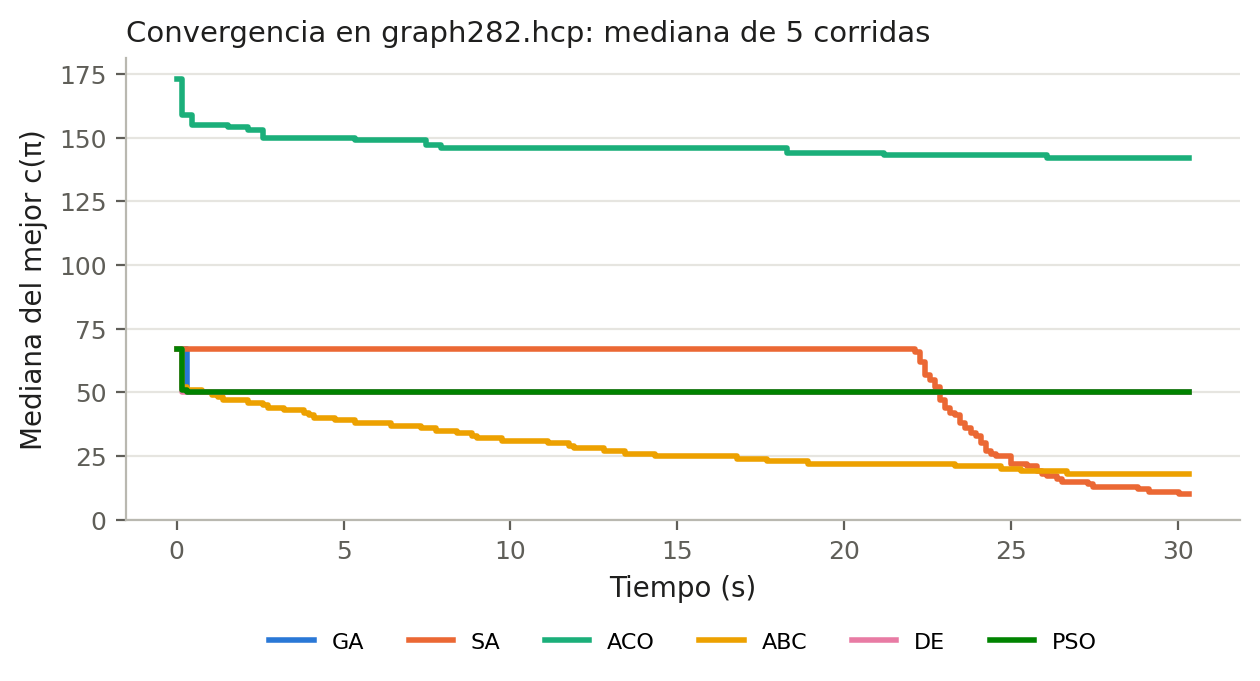 Convergencia en graph282.hcp: mediana de 5 corridas
Mediana del mejor c(π)
175
150
125
100
75
50
25
0
0 5 10 15 20 25 30
Tiempo (s)
GA SA ACO ABC DE PSO